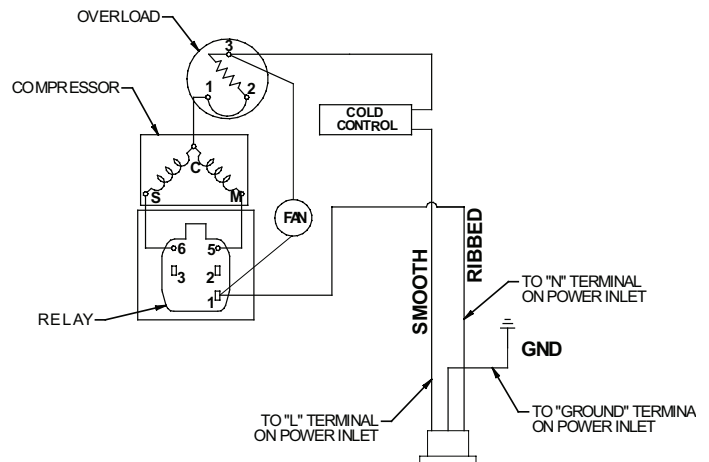 OVERLOAD
3
1 2
COMPRESSOR
COLD
CONTROL
C
S M
FAN
6 5
3 2
1
RELAY
SMOOTH
RIBBED
TO "N" TERMINAL
ON POWER INLET
GND
TO "L" TERMINAL
ON POWER INLET
TO "GROUND" TERMINA
ON POWER INLET